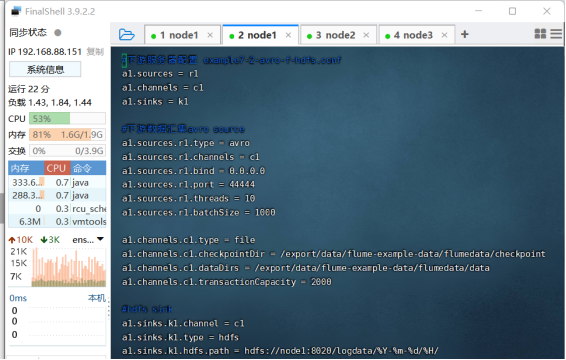 FinalShell 3.9.2.2
同步状态
IP 192.168.88.151 复制
系统信息
运行 22 分
负载 1.43, 1.84, 1.44
CPU 53%
内存 81% 1.6G/1.9G
交换 0% 0/3.9G
内存 CPU 命令
333.6... 0.7 java
288.3... 0.7 java
0 0.3 rcu_sche
6.3M 0.3 vmtools
10K 3K ens...
21K
15K
7K
0ms 本机
0
0
0
1 node1 ×
2 node1 ×
3 node2 ×
4 node3 ×
+
example7-2-avro-f-hdfs.conf
a1.sources = r1
a1.channels = c1
a1.sinks = k1
avro source
a1.sources.r1.type = avro
a1.sources.r1.channels = c1
a1.sources.r1.bind = 0.0.0.0
a1.sources.r1.port = 44444
a1.sources.r1.threads = 10
a1.sources.r1.batchSize = 1000
a1.channels.c1.type = file
a1.channels.c1.checkpointDir = /export/data/flume-example-data/flumedata/checkpoint
a1.channels.c1.dataDirs = /export/data/flume-example-data/flumedata/data
a1.channels.c1.transactionCapacity = 2000
#hdfs sink
a1.sinks.k1.channel = c1
a1.sinks.k1.type = hdfs
a1.sinks.k1.hdfs.path = hdfs://node1:8020/logdata/%Y-%m-%d/%H/